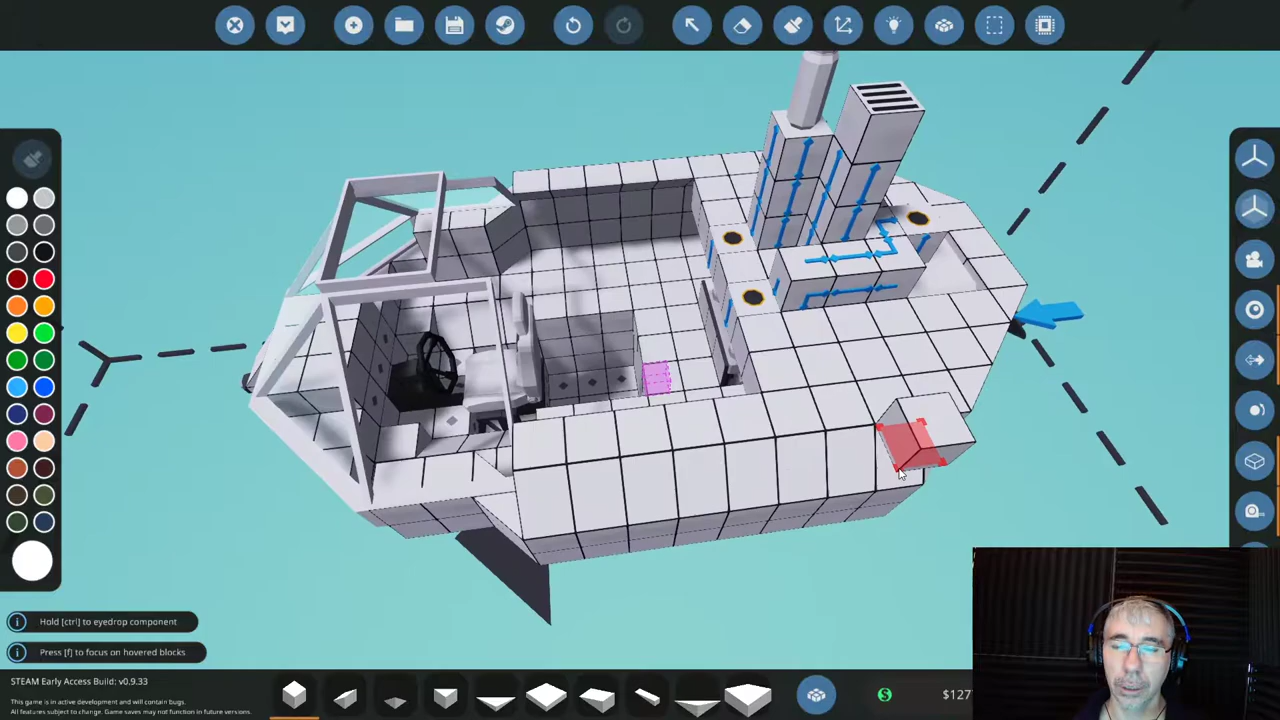 Hold [ctrl] to eyedrop component
Press [f] to focus on hovered blocks
STEAM Early Access Build: v0.9.33
This game is in active development and will contain bugs.
All features subject to change. Game saves may not function in future versions.
$127